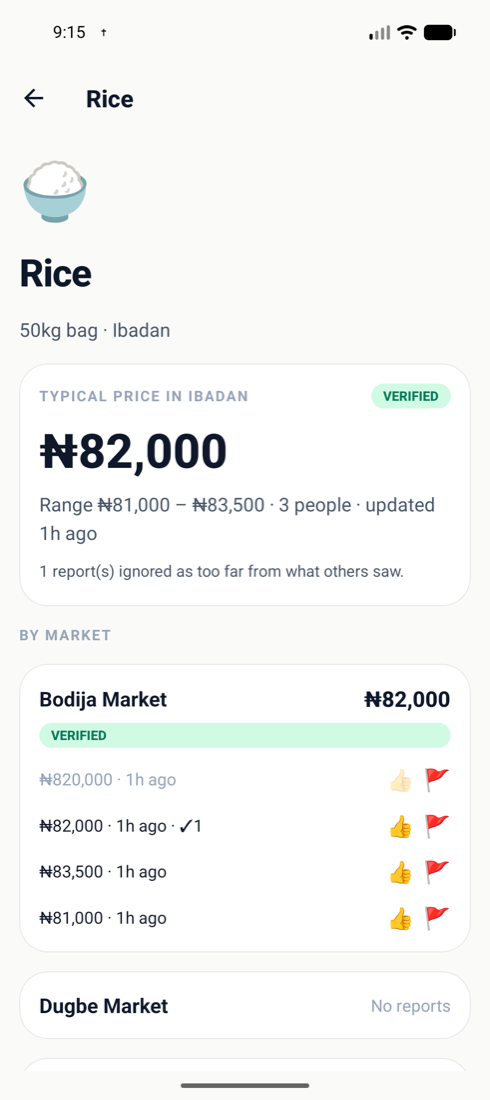 9:15
Rice
Rice
50kg bag · Ibadan
TYPICAL PRICE IN IBADAN VERIFIED
₦82,000
Range ₦81,000 – ₦83,500 · 3 people · updated
1h ago
1 report(s) ignored as too far from what others saw.
BY MARKET
Bodija Market ₦82,000
VERIFIED
₦820,000 · 1h ago
₦82,000 · 1h ago · ✓1
₦83,500 · 1h ago
₦81,000 · 1h ago
Dugbe Market No reports